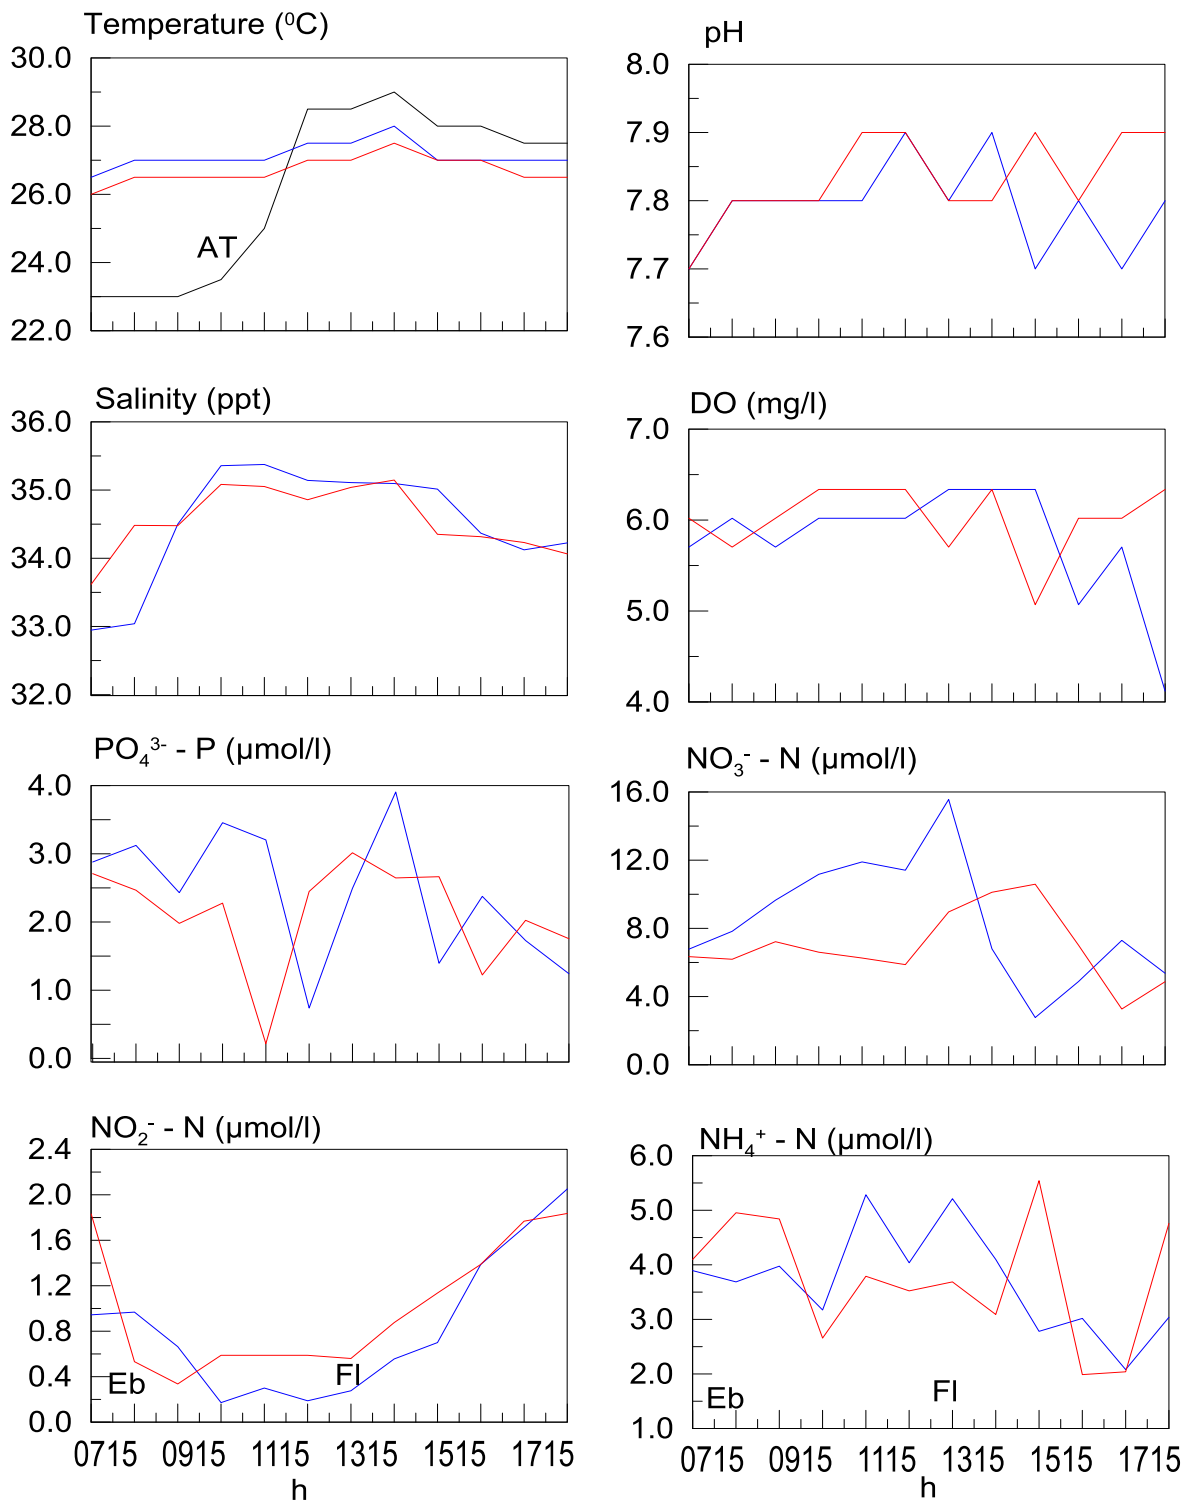 Temperature (⁰C)
30.0
28.0
26.0
24.0
22.0
AT
pH
8.0
7.9
7.8
7.7
7.6
Salinity (ppt)
36.0
35.0
34.0
33.0
32.0
DO (mg/l)
7.0
6.0
5.0
4.0
PO₄³⁻ - P (µmol/l)
4.0
3.0
2.0
1.0
0.0
NO₃⁻ - N (µmol/l)
16.0
12.0
8.0
4.0
0.0
NO₂⁻ - N (µmol/l)
2.4
2.0
1.6
1.2
0.8
0.4
0.0
Eb
Fl
0715 0915 1115 1315 1515 1715
h
NH₄⁺ - N (µmol/l)
6.0
5.0
4.0
3.0
2.0
1.0
Eb
Fl
0715 0915 1115 1315 1515 1715
h